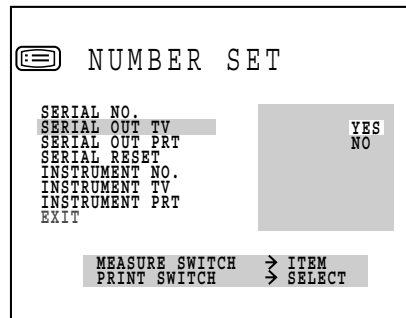 NUMBER SET
SERIAL NO.
SERIAL OUT TV YES
SERIAL OUT PRT NO
SERIAL RESET
INSTRUMENT NO.
INSTRUMENT TV
INSTRUMENT PRT
EXIT
MEASURE SWITCH → ITEM
PRINT SWITCH → SELECT